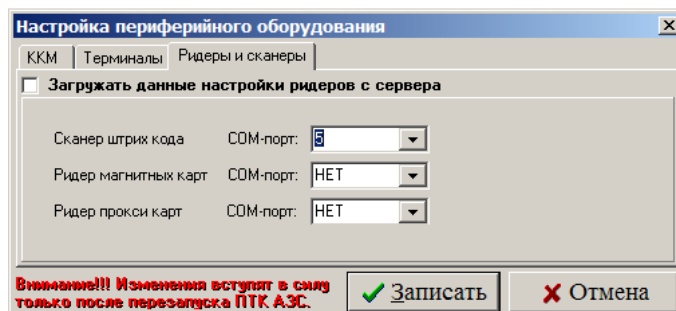 Настройка периферийного оборудования
ККМ Терминалы Ридеры и сканеры
Загружать данные настройки ридеров с сервера
Сканер штрих кода COM-порт: 5
Ридер магнитных карт COM-порт: НЕТ
Ридер прокси карт COM-порт: НЕТ
Внимание!!! Изменения вступят в силу
только после перезапуска ПТК АЗС.
Записать Отмена